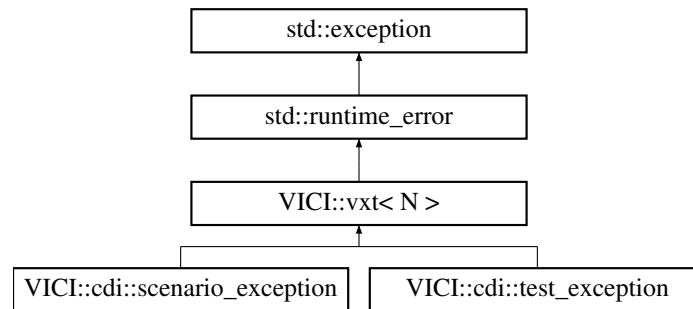 std::exception
std::runtime_error
VICI::vxt< N >
VICI::cdi::scenario_exception
VICI::cdi::test_exception